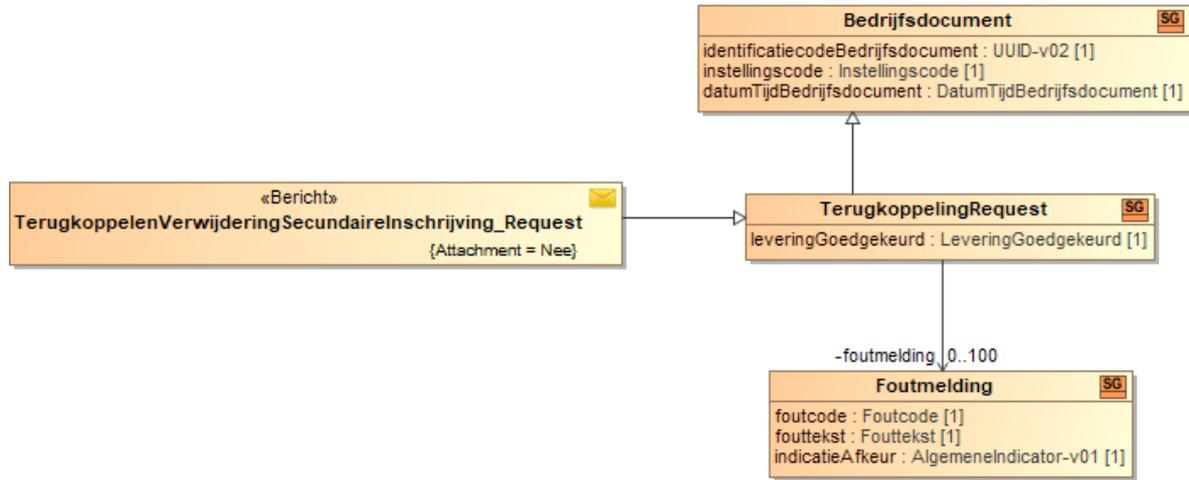 Bedrijfsdocument SG
identificatiecodeBedrijfsdocument : UUID-v02 [1]
instellingscode : Instellingscode [1]
datumTijdBedrijfsdocument : DatumTijdBedrijfsdocument [1]
«Bericht»
TerugkoppelenVerwijderingSecundaireInschrijving_Request
{Attachment = Nee}
TerugkoppelingRequest SG
leveringGoedgekeurd : LeveringGoedgekeurd [1]
-foutmelding 0..100
Foutmelding SG
foutcode : Foutcode [1]
fouttekst : Fouttekst [1]
indicatieAfkeur : AlgemeneIndicator-v01 [1]